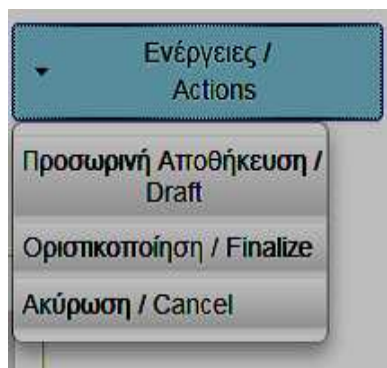 Ενέργειες /
Actions
Προσωρινή Αποθήκευση /
Draft
Οριστικοποίηση / Finalize
Ακύρωση / Cancel